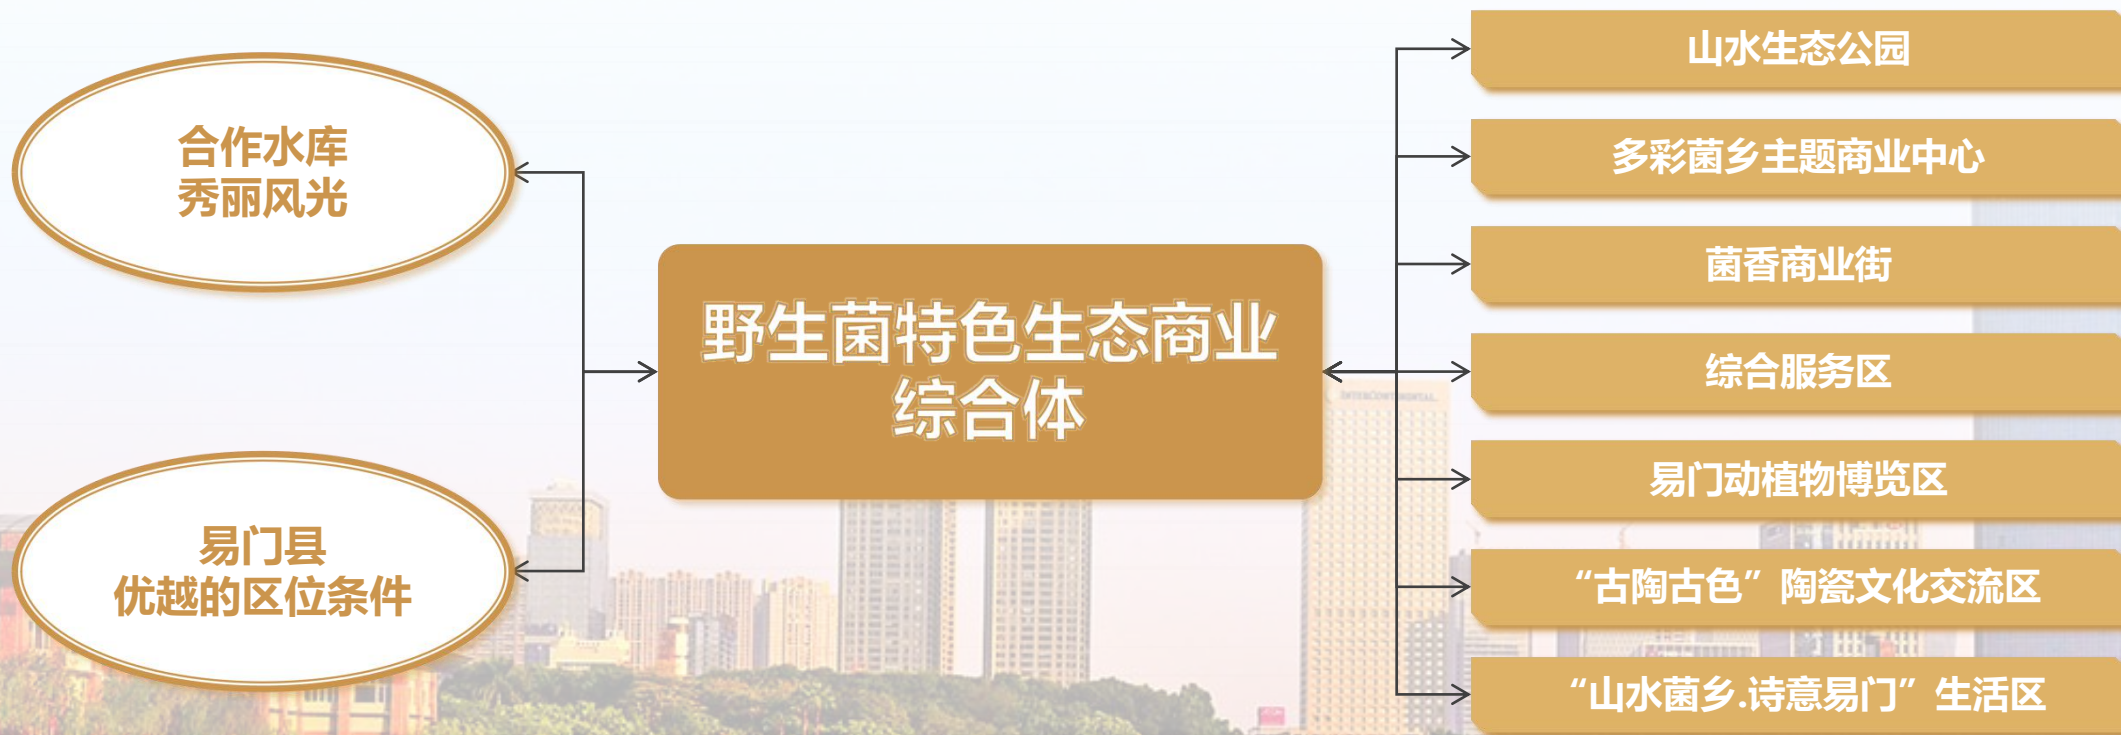 合作水库
秀丽风光
易门县
优越的区位条件
野生菌特色生态商业
综合体
山水生态公园
多彩菌乡主题商业中心
菌香商业街
综合服务区
易门动植物博览区
“古陶古色”陶瓷文化交流区
“山水菌乡.诗意易门”生活区
INTERCONTINENTAL